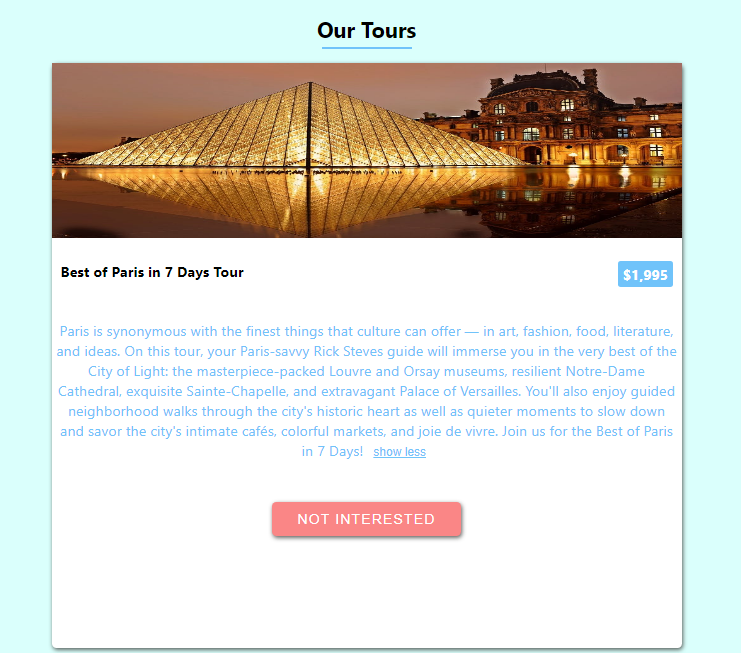 Our Tours
Best of Paris in 7 Days Tour
$1,995
Paris is synonymous with the finest things that culture can offer — in art, fashion, food, literature,
and ideas. On this tour, your Paris-savvy Rick Steves guide will immerse you in the very best of the
City of Light: the masterpiece-packed Louvre and Orsay museums, resilient Notre-Dame
Cathedral, exquisite Sainte-Chapelle, and extravagant Palace of Versailles. You'll also enjoy guided
neighborhood walks through the city's historic heart as well as quieter moments to slow down
and savor the city's intimate cafés, colorful markets, and joie de vivre. Join us for the Best of Paris
in 7 Days! show less
NOT INTERESTED